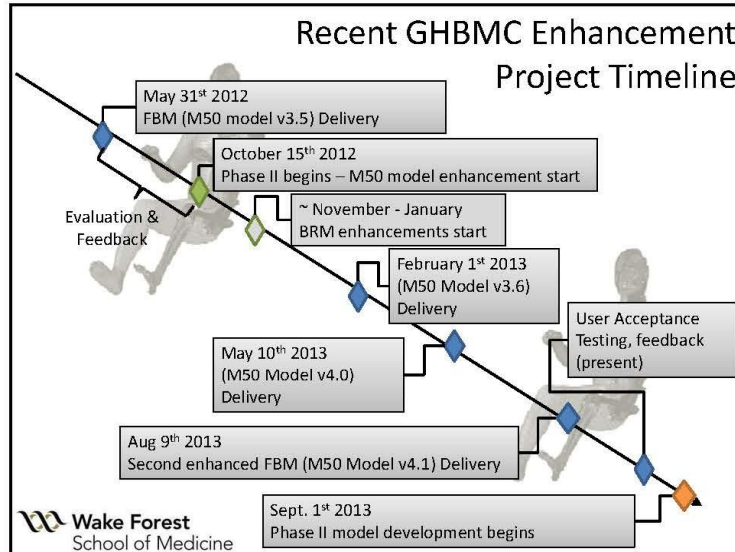 Recent GHBMC Enhancement
Project Timeline
May 31st 2012
FBM (M50 model v3.5) Delivery
October 15th 2012
Phase II begins – M50 model enhancement start
Evaluation &
Feedback
~ November - January
BRM enhancements start
February 1st 2013
(M50 Model v3.6)
Delivery
User Acceptance
Testing, feedback
(present)
May 10th 2013
(M50 Model v4.0)
Delivery
Aug 9th 2013
Second enhanced FBM (M50 Model v4.1) Delivery
Sept. 1st 2013
Phase II model development begins
Wake Forest
School of Medicine